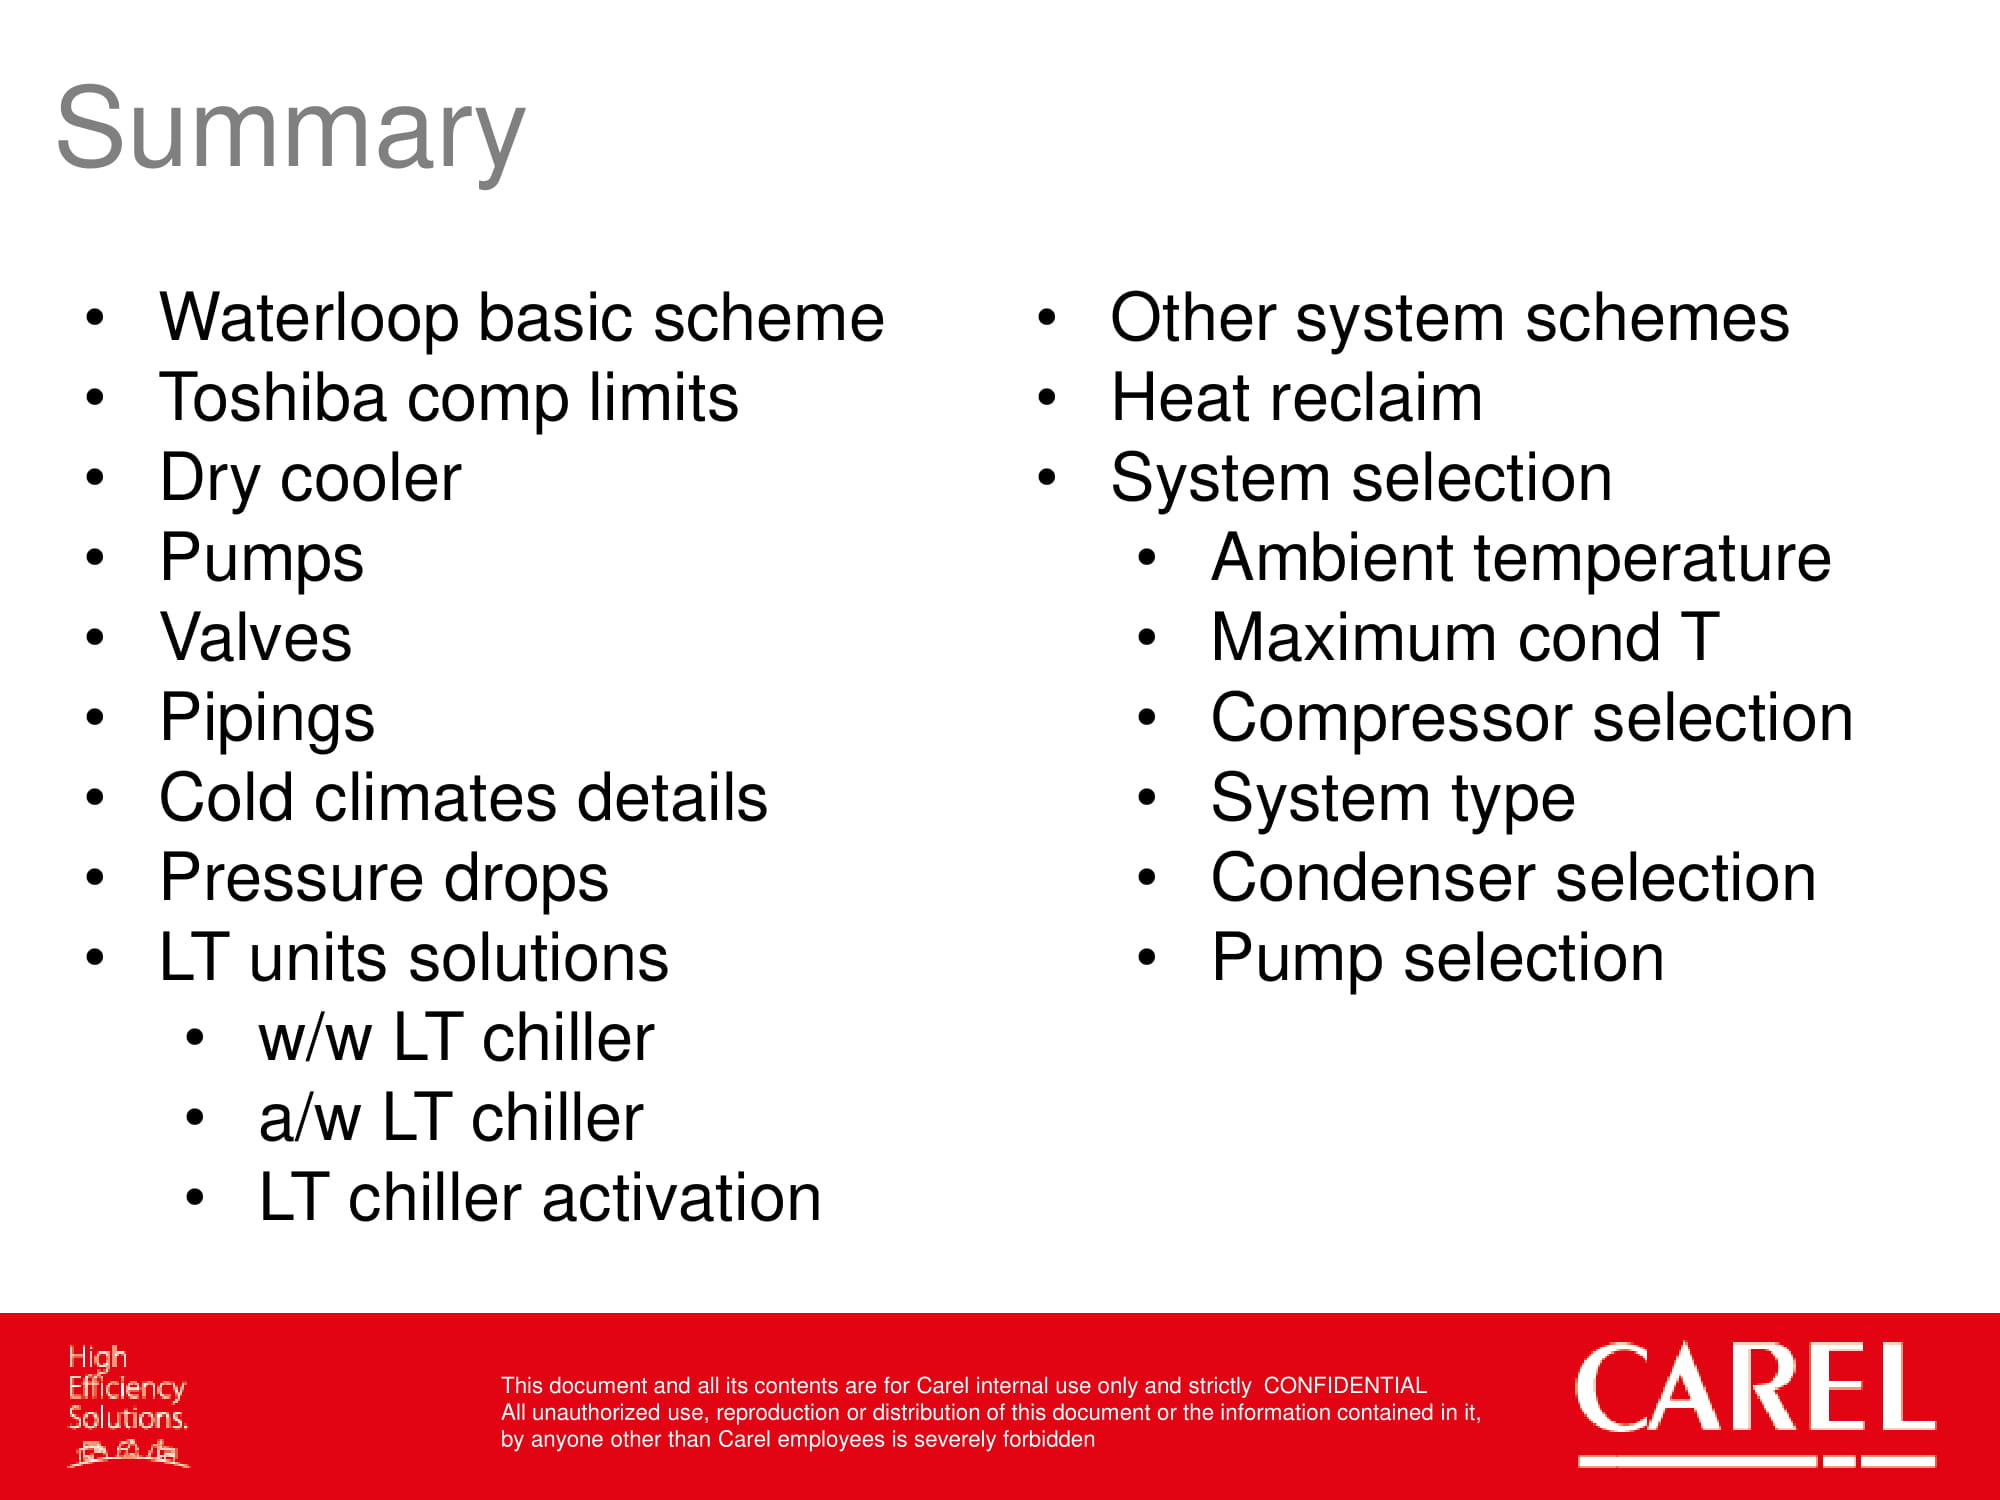 Summary
• Waterloop basic scheme
• Toshiba comp limits
• Dry cooler
• Pumps
• Valves
• Pipings
• Cold climates details
• Pressure drops
• LT units solutions
• w/w LT chiller
• a/w LT chiller
• LT chiller activation
• Other system schemes
• Heat reclaim
• System selection
• Ambient temperature
• Maximum cond T
• Compressor selection
• System type
• Condenser selection
• Pump selection
High
Efficiency
Solutions.
This document and all its contents are for Carel internal use only and strictly  CONFIDENTIAL
All unauthorized use, reproduction or distribution of this document or the information contained in it,
by anyone other than Carel employees is severely forbidden
CAREL